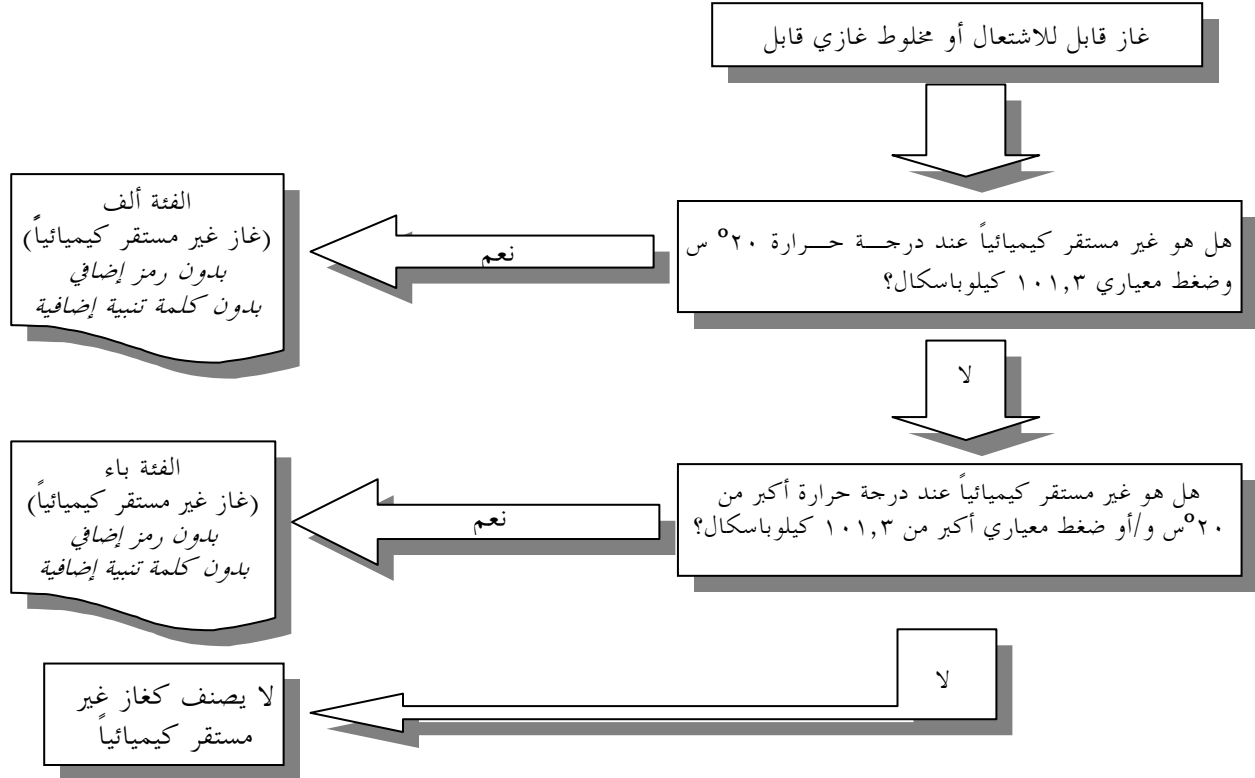 غاز قابل للاشتعال أو مخلوط غازي قابل
هل هو غير مستقر كيميائياً عند درجـــة حـــرارة ٢٠° س
وضغط معياري ١٠١,٣ كيلوباسكال؟
نعم
الفئة ألف
(غاز غير مستقر كيميائياً)
بدون رمز إضافي
بدون كلمة تنبية إضافية
لا
هل هو غير مستقر كيميائياً عند درجة حرارة أكبر من
٢٠°س و/أو ضغط معياري أكبر من ١٠١,٣ كيلوباسكال؟
نعم
الفئة باء
(غاز غير مستقر كيميائياً)
بدون رمز إضافي
بدون كلمة تنبية إضافية
لا
لا يصنف كغاز غير
مستقر كيميائياً